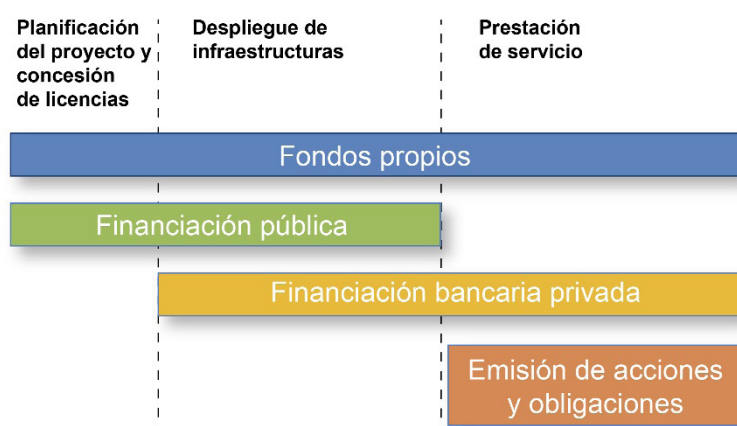 Planificación
del proyecto y
concesión
de licencias
Despliegue de
infraestructuras
Prestación
de servicio
Fondos propios
Financiación pública
Financiación bancaria privada
Emisión de acciones
y obligaciones